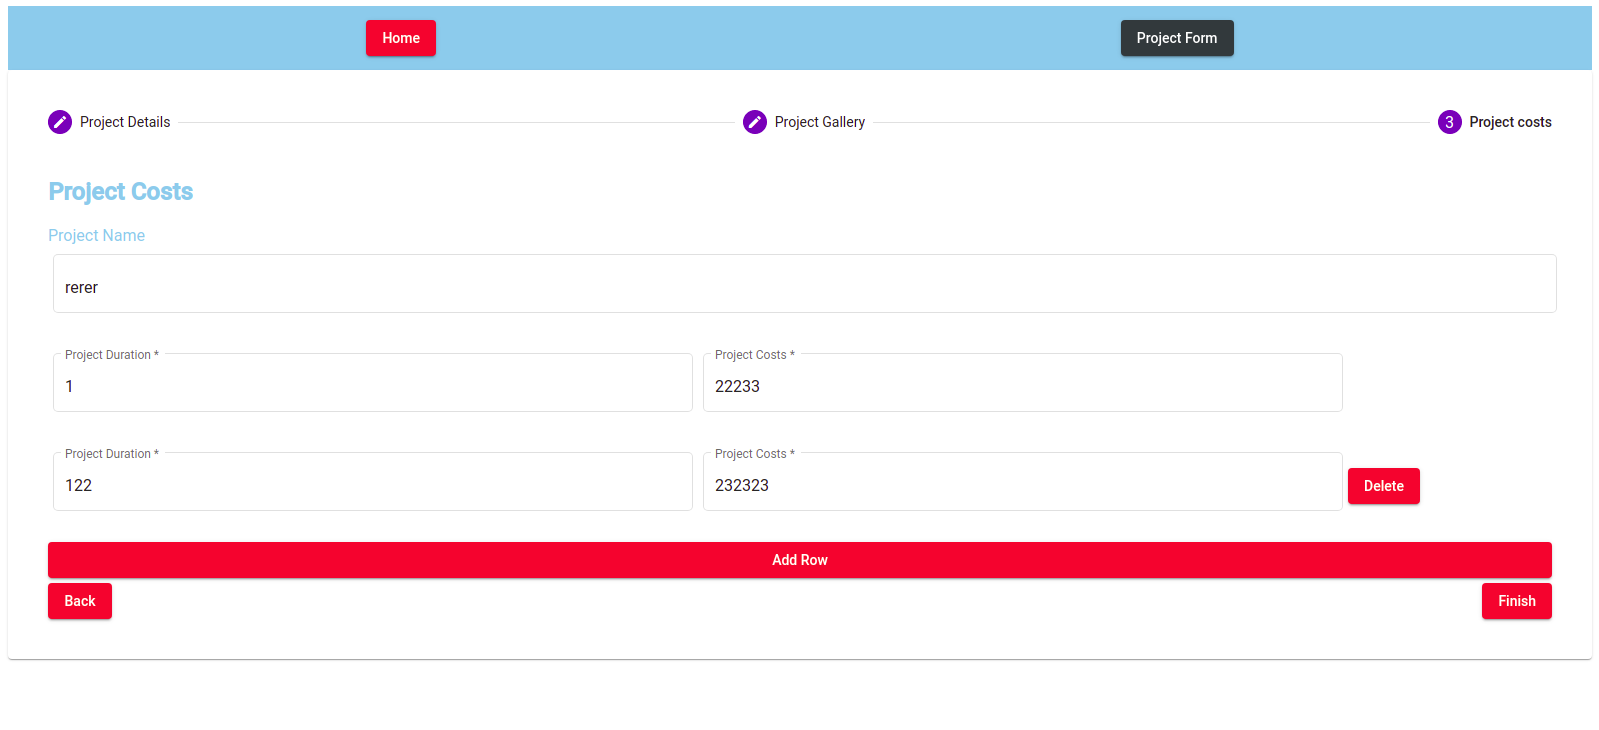 Home
Project Form
Project Details
Project Gallery
3 Project costs
Project Costs
Project Name
rerer
Project Duration *
Project Costs *
1
22233
Project Duration *
Project Costs *
122
232323
Delete
Add Row
Back
Finish